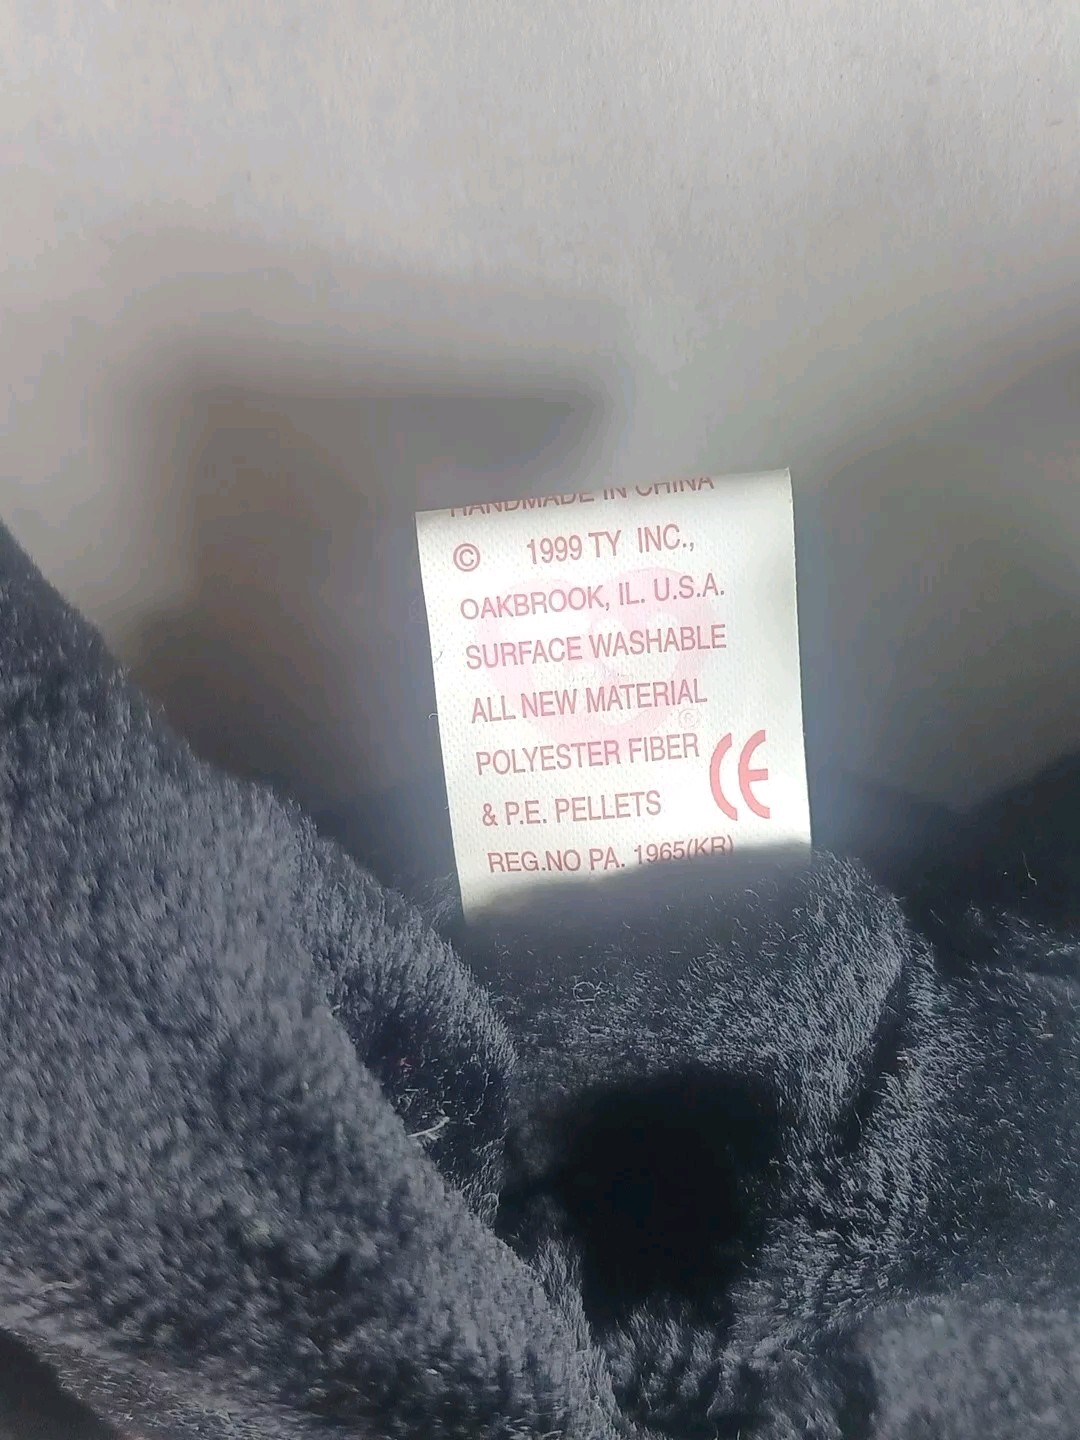 HANDMADE IN CHINA
© 1999 TY INC.,
OAKBROOK, IL. U.S.A.
SURFACE WASHABLE
ALL NEW MATERIAL
POLYESTER FIBER
& P.E. PELLETS CE
REG.NO PA. 1965(KR)